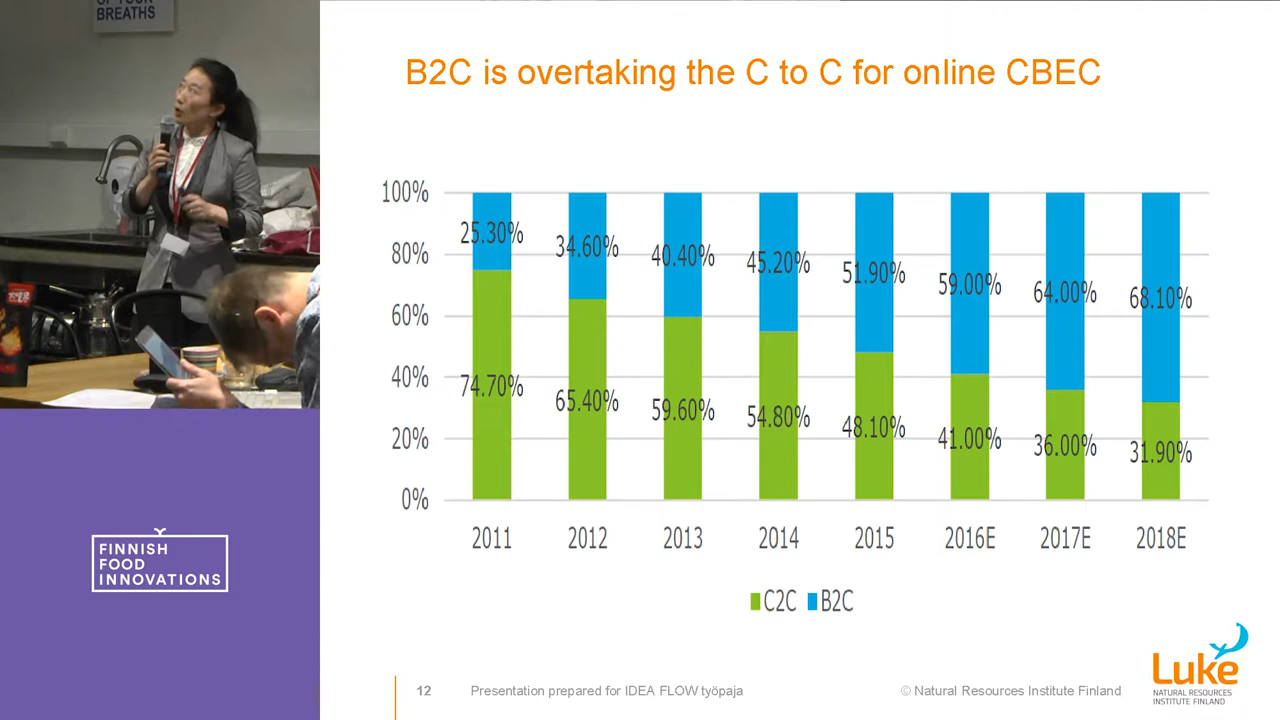 OF YOUR
BREATHS
B2C is overtaking the C to C for online CBEC
100%
80%
60%
40%
20%
0%
25.30%
34.60%
40.40%
45.20%
51.90%
59.00%
64.00%
68.10%
74.70%
65.40%
59.60%
54.80%
48.10%
41.00%
36.00%
31.90%
2011
2012
2013
2014
2015
2016E
2017E
2018E
C2C B2C
FINNISH
FOOD
INNOVATIONS
12 Presentation prepared for IDEA FLOW työpaja © Natural Resources Institute Finland
Luke
NATURAL RESOURCES
INSTITUTE FINLAND